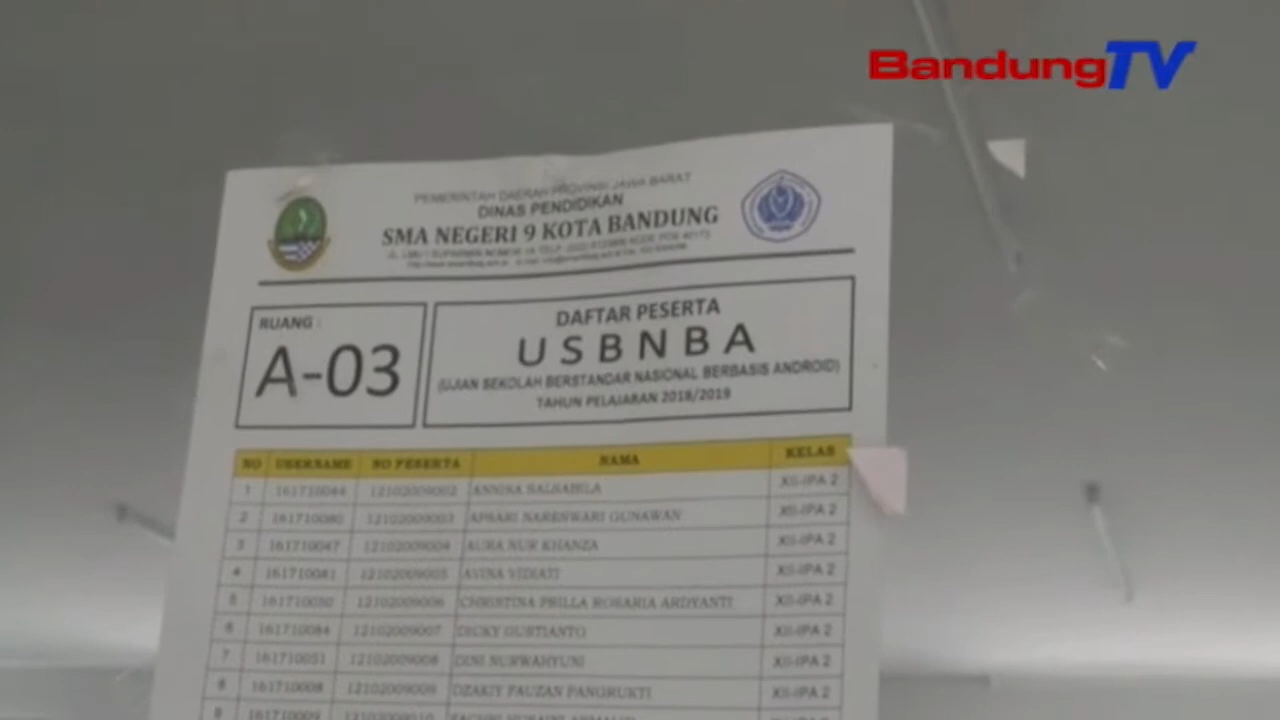 BandungTV
PEMERINTAH DAERAH PROVINSI JAWA BARAT
DINAS PENDIDIKAN
SMA NEGERI 9 KOTA BANDUNG
RUANG :
A-03
DAFTAR PESERTA
USBNBA
(UJIAN SEKOLAH BERSTANDAR NASIONAL BERBASIS ANDROID)
TAHUN PELAJARAN 2018/2019
NO USERNAME NO PESERTA NAMA KELAS
1 161710044 12102009002 ANNISA SALSABILA XII-IPA 2
2 161710080 12102009003 APSARI NARESWARI GUNAWAN XII-IPA 2
3 161710047 12102009004 AURA NUR KHANZA XII-IPA 2
4 161710081 12102009005 AVINA VIDIATI XII-IPA 2
5 161710050 12102009006 CHRISTINA PRILLA ROSARIA ARDYANTI XII-IPA 2
6 161710084 12102009007 DICKY GUSTIANTO XII-IPA 2
7 161710051 12102009008 DINI NURWAHYUNI XII-IPA 2
8 161710008 12102009009 DZAKIY FAUZAN PANGRUKTI XII-IPA 2
9 161710009